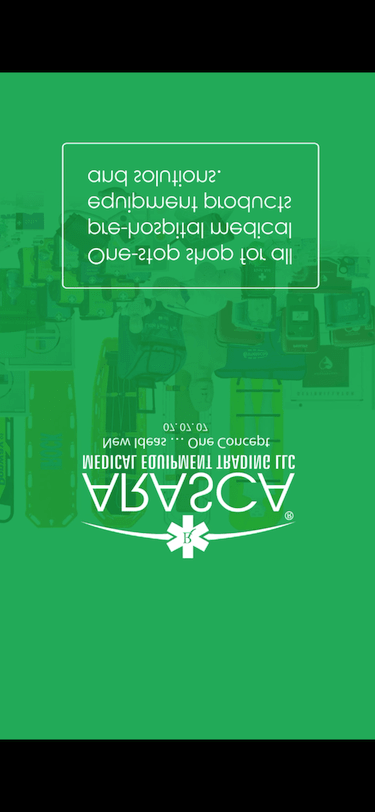 ®
ARASCA
MEDICAL EQUIPMENT TRADING LLC
New Ideas ... One Concept
07.07.07
One-stop shop for all
pre-hospital medical
equipment products
and solutions.